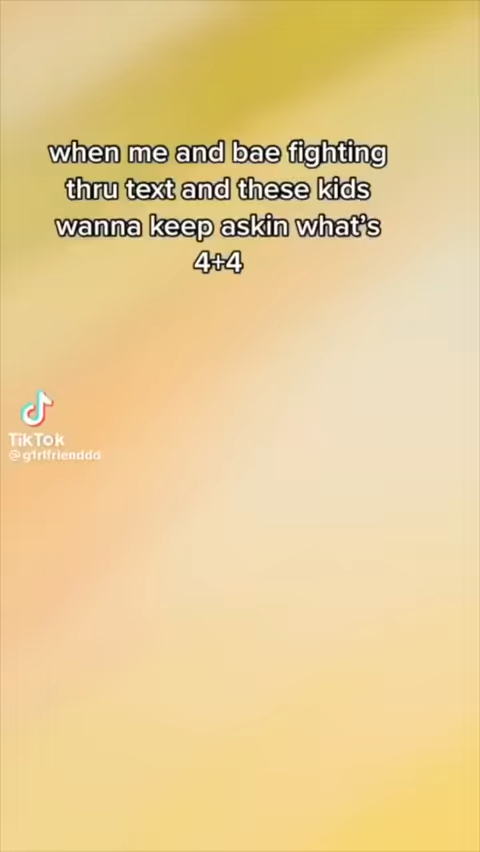 when me and bae fighting
thru text and these kids
wanna keep askin what's
4+4
TikTok
@g1rlfrienddd